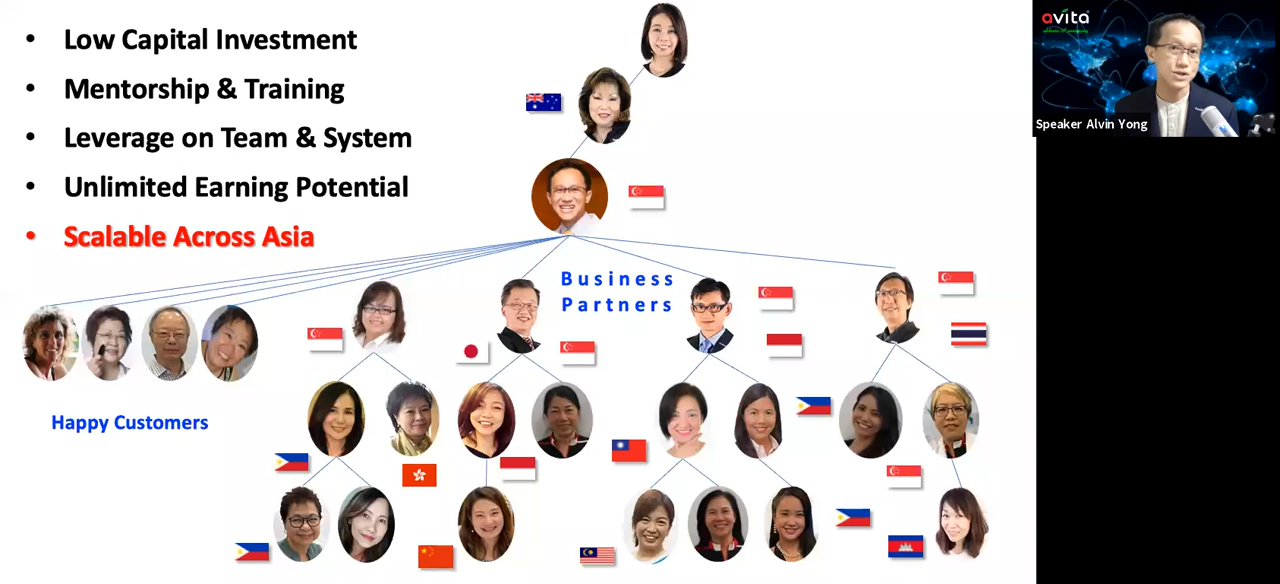 Low Capital Investment
Mentorship & Training
Leverage on Team & System
Unlimited Earning Potential
Scalable Across Asia
Business
Partners
Happy Customers
avita
Speaker Alvin Yong